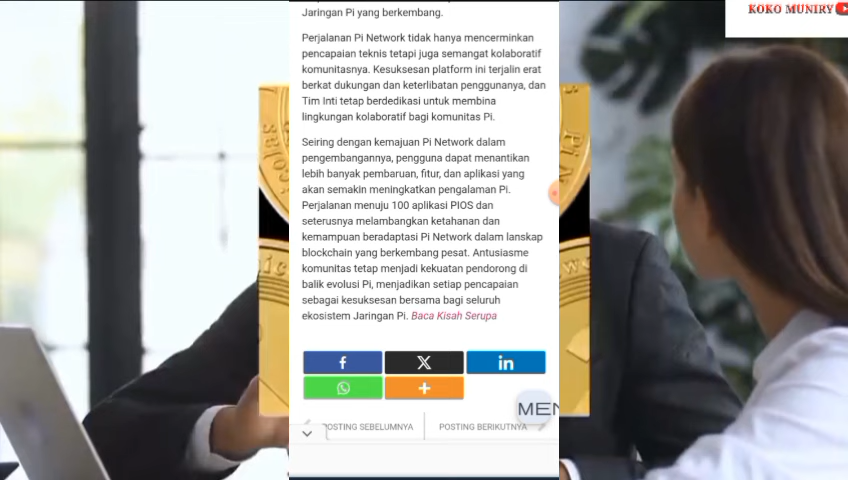 KOKO MUNIRY
Jaringan Pi yang berkembang.
Perjalanan Pi Network tidak hanya mencerminkan
pencapaian teknis tetapi juga semangat kolaboratif
komunitasnya. Kesuksesan platform ini terjalin erat
berkat dukungan dan keterlibatan penggunanya, dan
Tim Inti tetap berdedikasi untuk membina
lingkungan kolaboratif bagi komunitas Pi.
Seiring dengan kemajuan Pi Network dalam
pengembangannya, pengguna dapat menantikan
lebih banyak pembaruan, fitur, dan aplikasi yang
akan semakin meningkatkan pengalaman Pi.
Perjalanan menuju 100 aplikasi PIOS dan
seterusnya melambangkan ketahanan dan
kemampuan beradaptasi Pi Network dalam lanskap
blockchain yang berkembang pesat. Antusiasme
komunitas tetap menjadi kekuatan pendorong di
balik evolusi Pi, menjadikan setiap pencapaian
sebagai kesuksesan bersama bagi seluruh
ekosistem Jaringan Pi. Baca Kisah Serupa
POSTING SEBELUMNYA
POSTING BERIKUTNYA
MEN